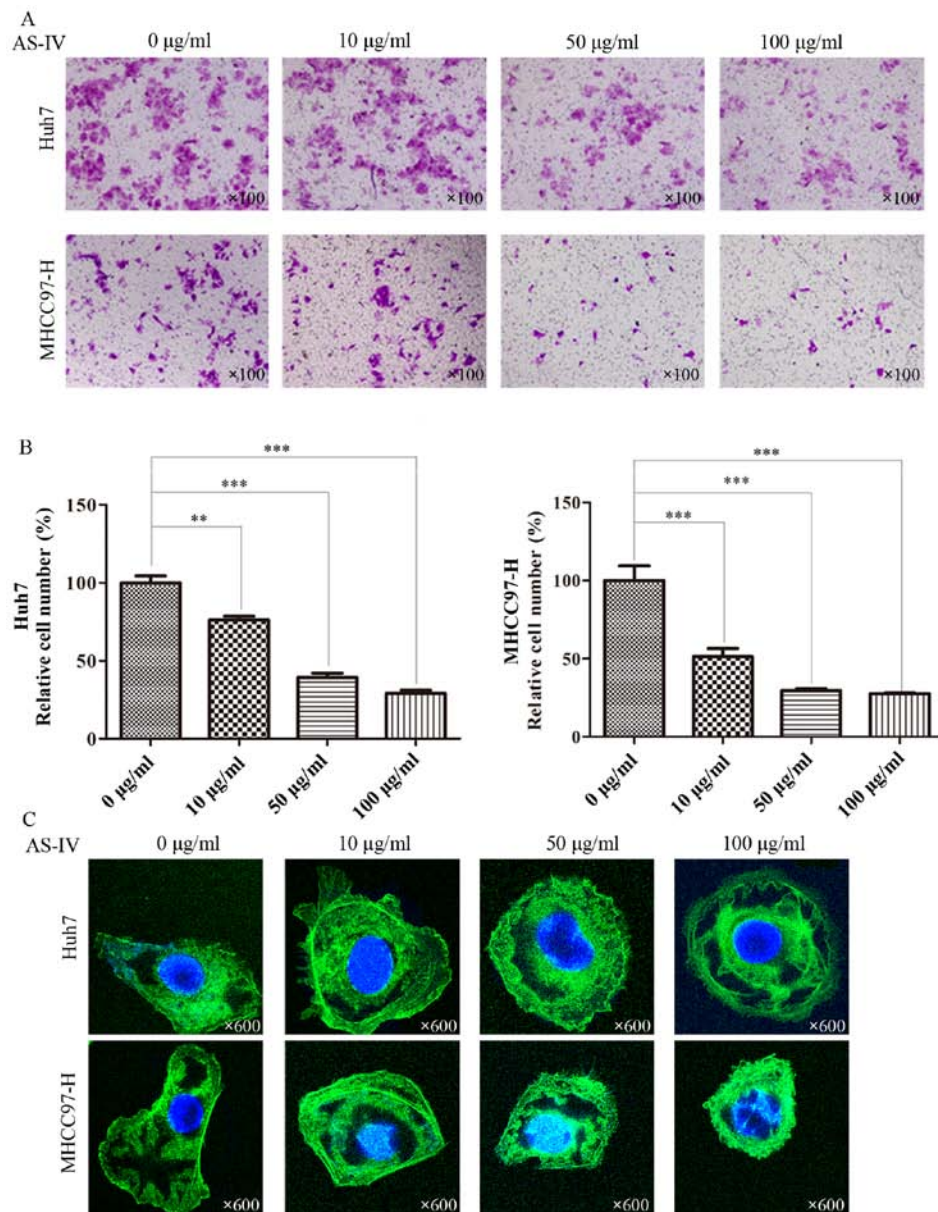 A
AS-IV 0 μg/ml 10 μg/ml 50 μg/ml 100 μg/ml
Huh7
×100 ×100 ×100 ×100
MHCC97-H
×100 ×100 ×100 ×100
B
*** ***
*** ***
** ***
Huh7
Relative cell number (%)
150
100
50
0
0 μg/ml 10 μg/ml 50 μg/ml 100 μg/ml
MHCC97-H
Relative cell number (%)
150
100
50
0
0 μg/ml 10 μg/ml 50 μg/ml 100 μg/ml
C
AS-IV 0 μg/ml 10 μg/ml 50 μg/ml 100 μg/ml
Huh7
×600 ×600 ×600 ×600
MHCC97-H
×600 ×600 ×600 ×600